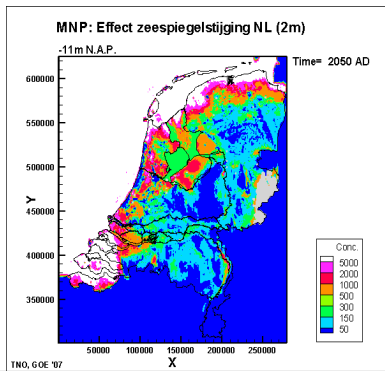 MNP: Effect zeespiegelstijging NL (2m)
-11m N.A.P.
Time= 2050 AD
600000
550000
500000
Y
450000
400000
350000
50000 100000 150000 200000 250000
X
Conc.
5000
2000
1000
500
300
150
50
TNO, GOE '07